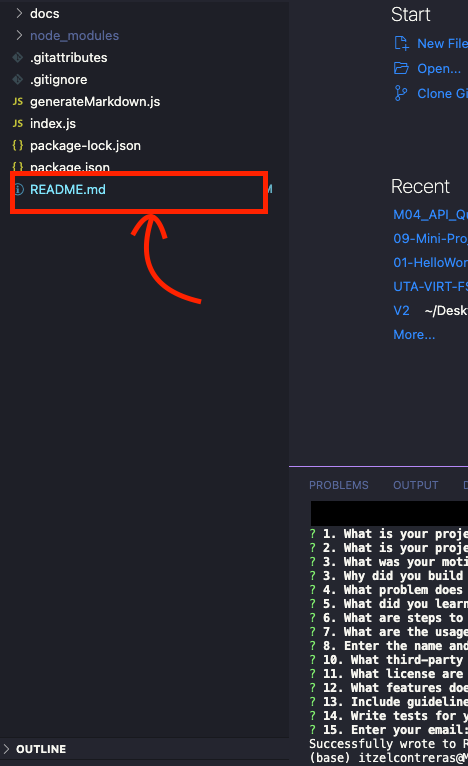 docs
node_modules
.gitattributes
.gitignore
JS generateMarkdown.js
JS index.js
{} package-lock.json
{} package.json
README.md M
OUTLINE
Start
New File
Open...
Clone Gi
Recent
M04_API_Qu
09-Mini-Proj
01-HelloWor
UTA-VIRT-FS
V2 ~/Desk
More...
PROBLEMS OUTPUT D
? 1. What is your proje
? 2. What is your proje
? 3. What was your moti
? 3. Why did you build
? 4. What problem does
? 5. What did you learn
? 6. What are steps to
? 7. What are the usage
? 8. Enter the name and
? 10. What third-party
? 11. What license are
? 12. What features doe
? 13. Include guideline
? 14. Write tests for y
? 15. Enter your email:
Successfully wrote to R
(base) itzelcontreras@M